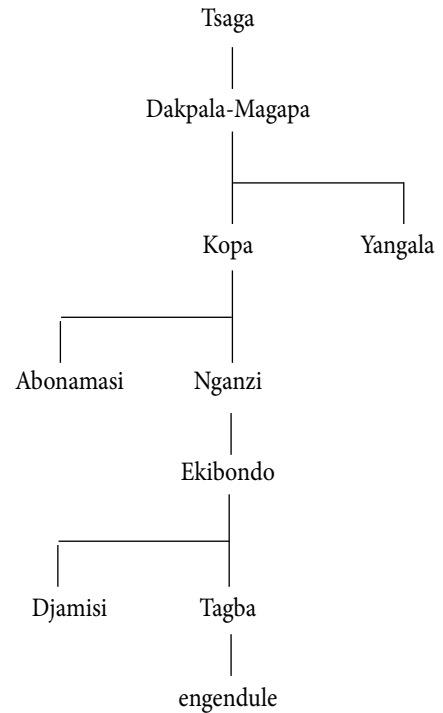 Tsaga
Dakpala-Magapa
Kopa Yangala
Abonamasi Nganzi
Ekibondo
Djamisi Tagba
engendule